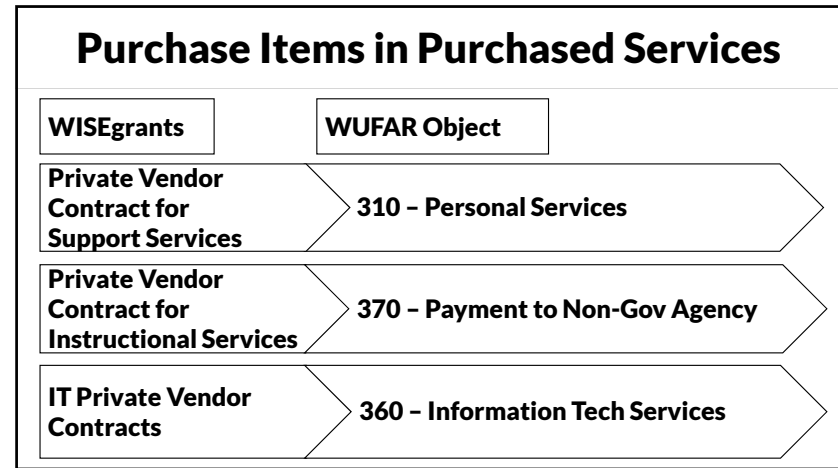 Purchase Items in Purchased Services
WISEgrants
WUFAR Object
Private Vendor
Contract for
Support Services
310 – Personal Services
Private Vendor
Contract for
Instructional Services
370 – Payment to Non-Gov Agency
IT Private Vendor
Contracts
360 – Information Tech Services